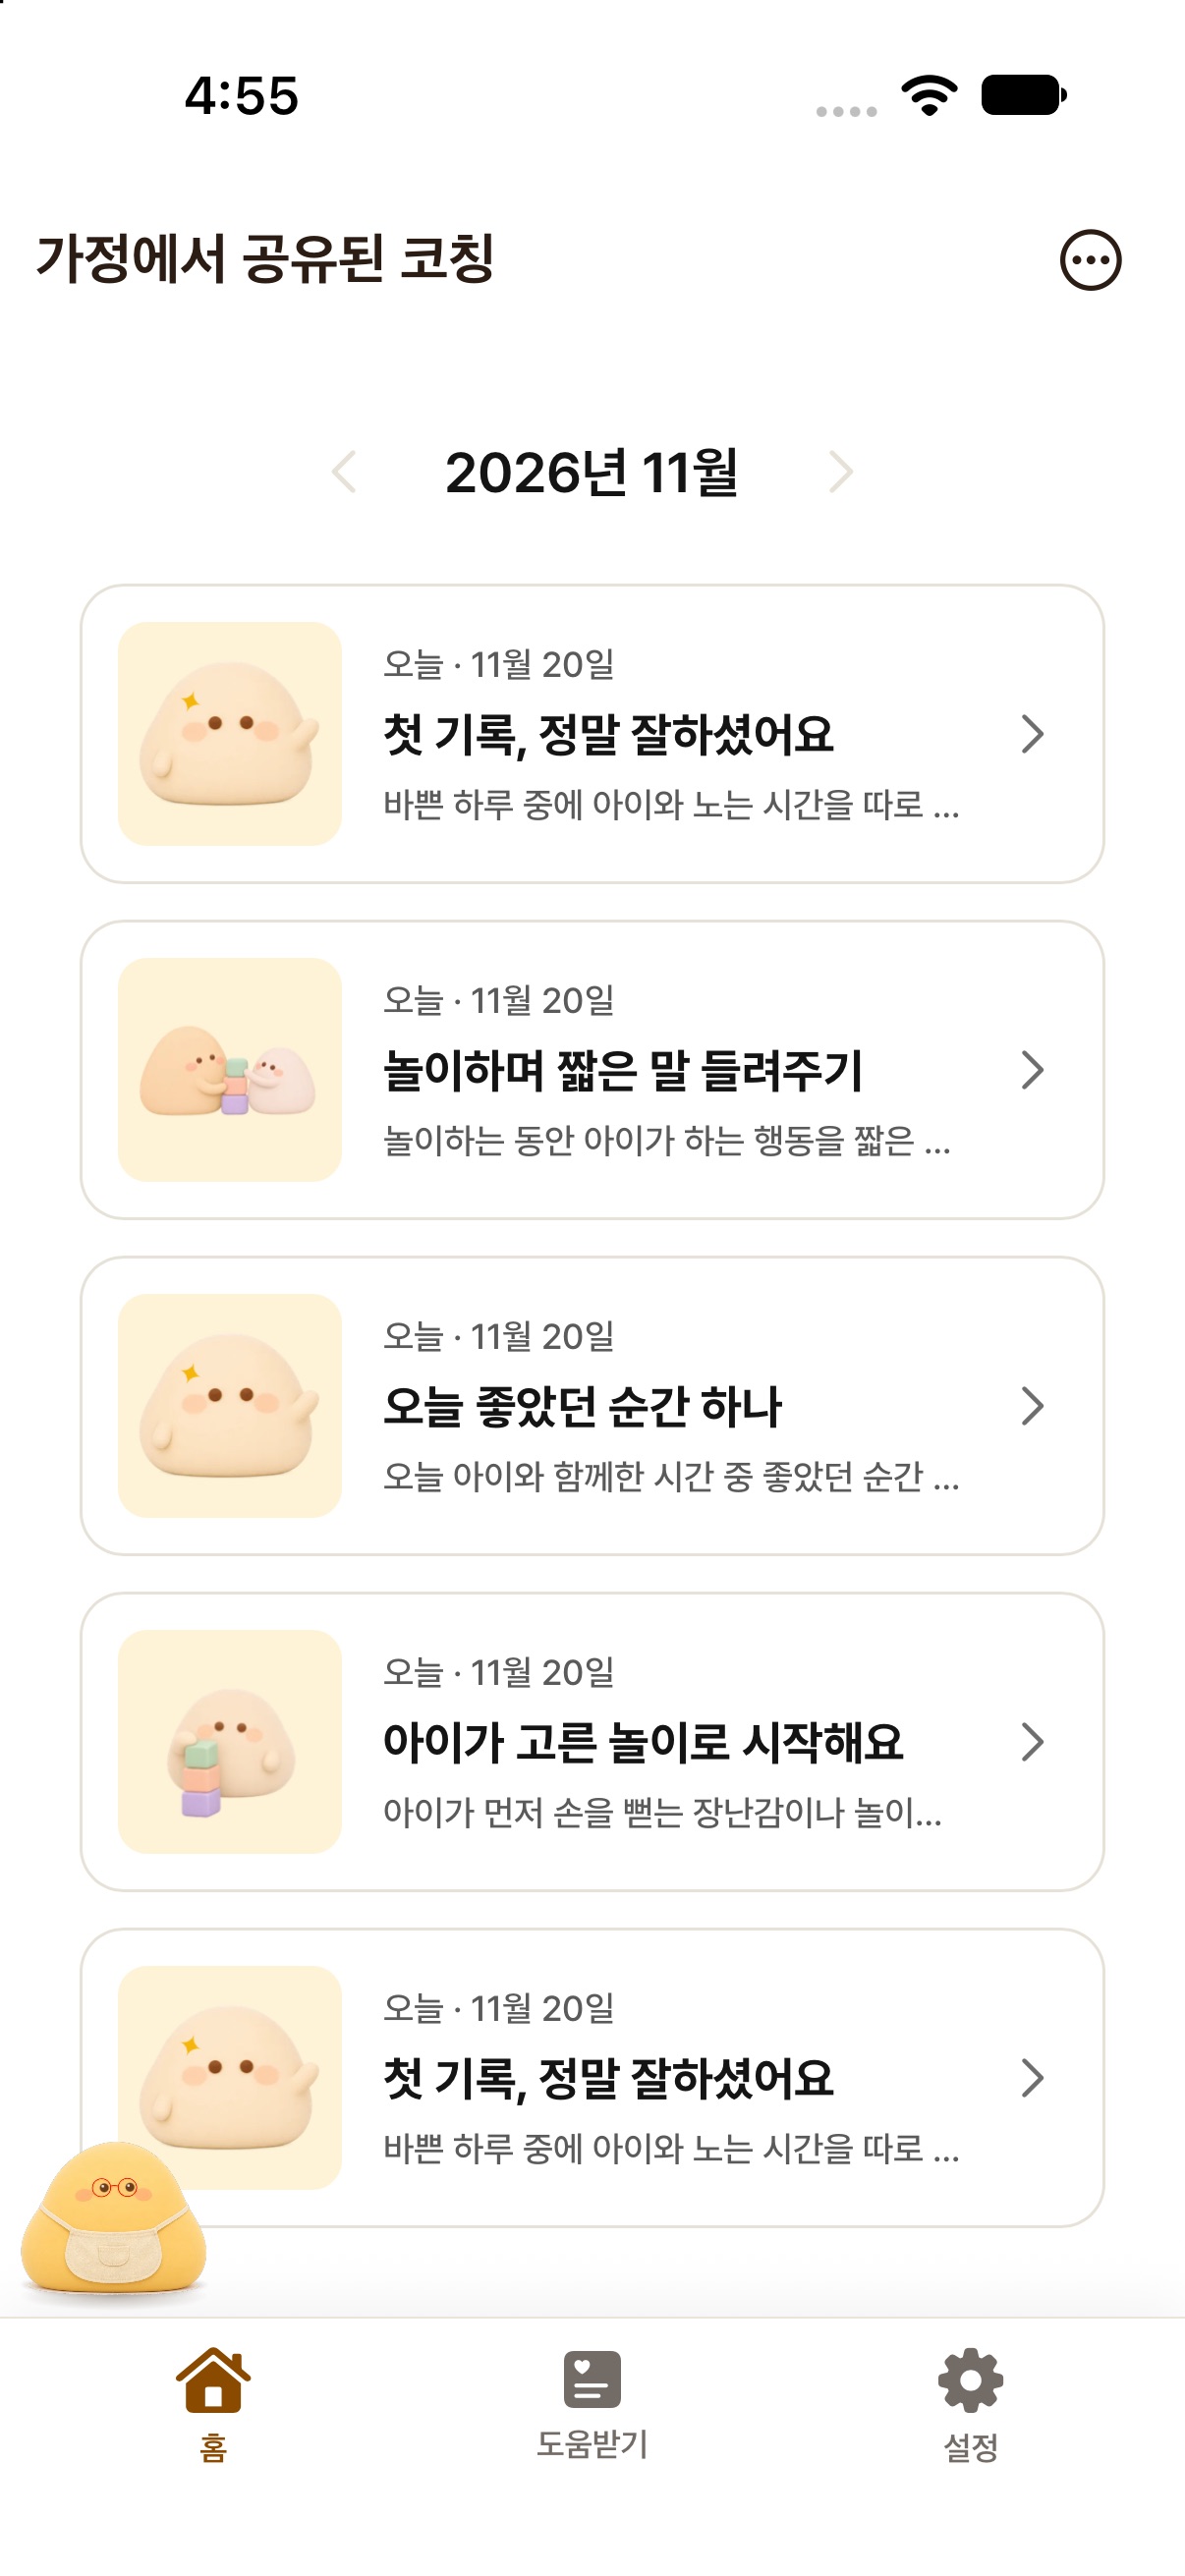 4:55
가정에서 공유된 코칭
2026년 11월
오늘 · 11월 20일
첫 기록, 정말 잘하셨어요
바쁜 하루 중에 아이와 노는 시간을 따로 ...
오늘 · 11월 20일
놀이하며 짧은 말 들려주기
놀이하는 동안 아이가 하는 행동을 짧은 ...
오늘 · 11월 20일
오늘 좋았던 순간 하나
오늘 아이와 함께한 시간 중 좋았던 순간 ...
오늘 · 11월 20일
아이가 고른 놀이로 시작해요
아이가 먼저 손을 뻗는 장난감이나 놀이...
오늘 · 11월 20일
첫 기록, 정말 잘하셨어요
바쁜 하루 중에 아이와 노는 시간을 따로 ...
홈
도움받기
설정